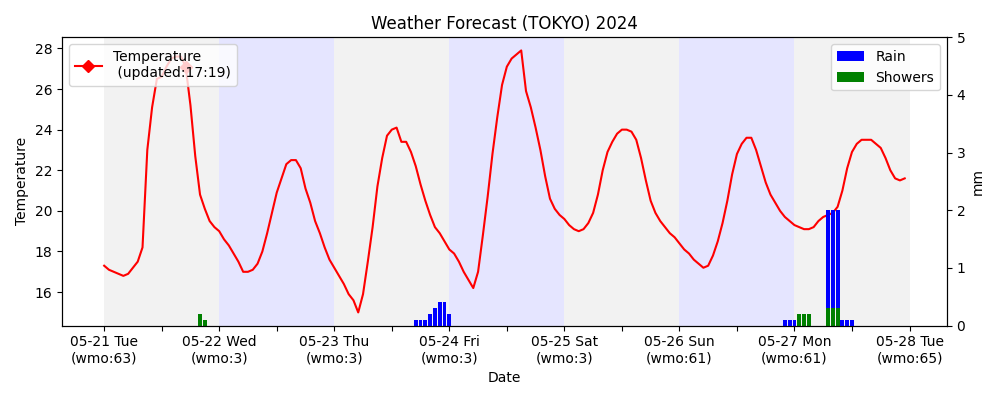 Weather Forecast (TOKYO) 2024
Temperature
(updated:17:19)
Rain
Showers
28
26
24
22
20
18
16
Temperature
5
4
3
2
1
0
mm
05-21 Tue
(wmo:63)
05-22 Wed
(wmo:3)
05-23 Thu
(wmo:3)
05-24 Fri
(wmo:3)
05-25 Sat
(wmo:3)
05-26 Sun
(wmo:61)
05-27 Mon
(wmo:61)
05-28 Tue
(wmo:65)
Date